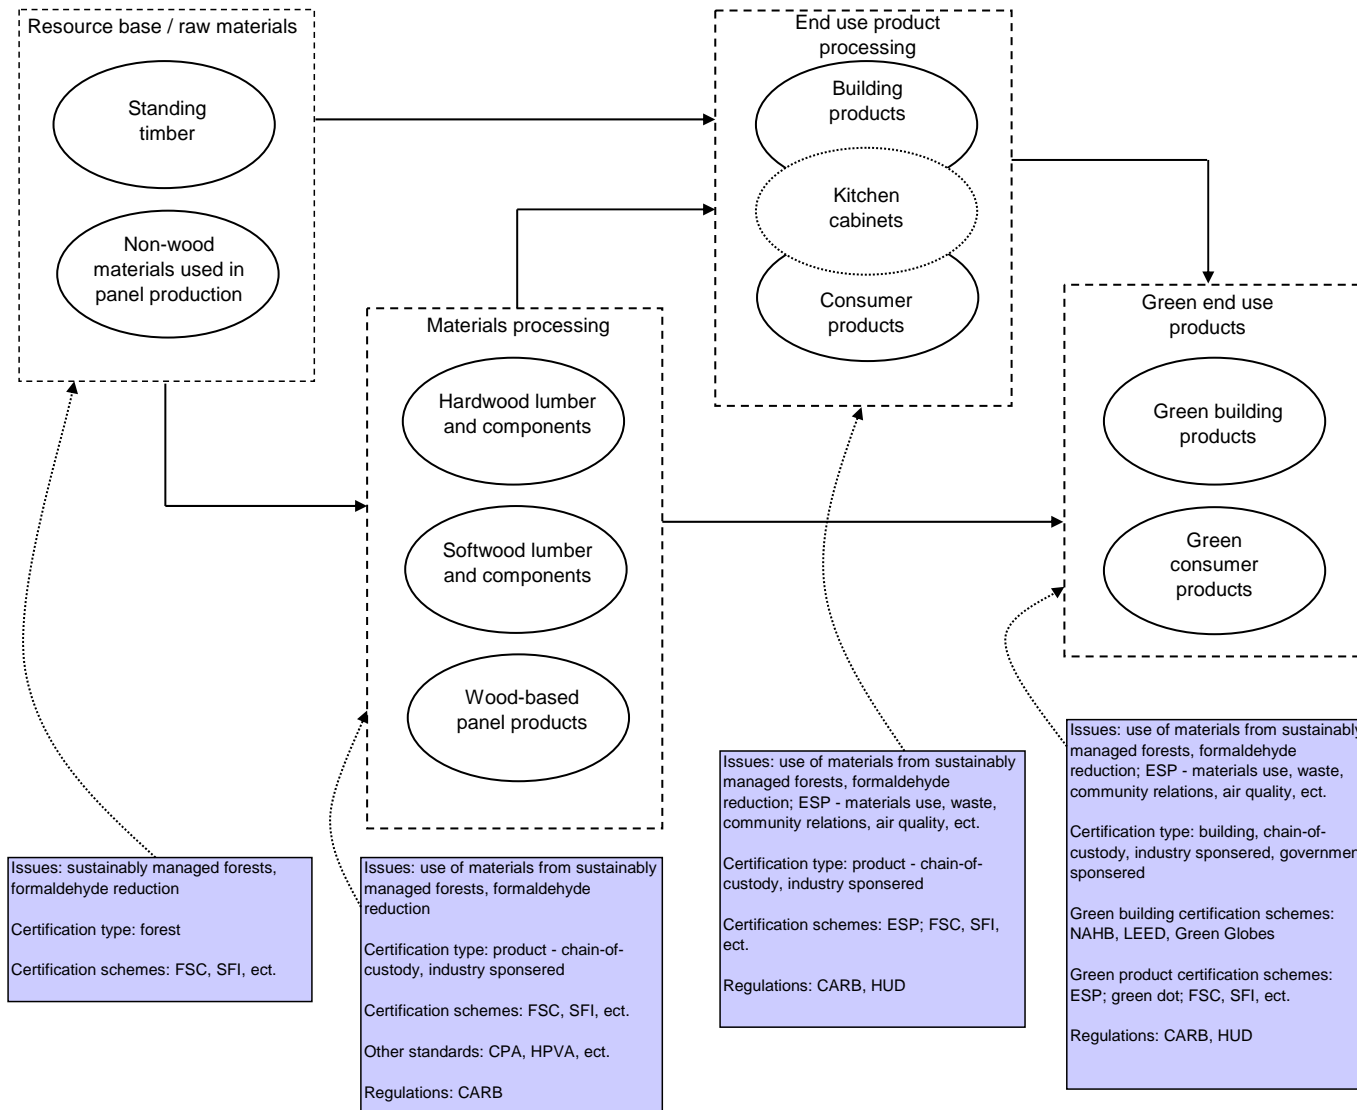 Resource base / raw materials
Standing
timber
Non-wood
materials used in
panel production
End use product
processing
Building
products
Kitchen
cabinets
Consumer
products
Materials processing
Hardwood lumber
and components
Softwood lumber
and components
Wood-based
panel products
Green end use
products
Green building
products
Green
consumer
products
Issues: sustainably managed forests,
formaldehyde reduction
Certification type: forest
Certification schemes: FSC, SFI, ect.
Issues: use of materials from sustainably
managed forests, formaldehyde
reduction
Certification type: product - chain-of-
custody, industry sponsered
Certification schemes: FSC, SFI, ect.
Other standards: CPA, HPVA, ect.
Regulations: CARB
Issues: use of materials from sustainably
managed forests, formaldehyde
reduction; ESP - materials use, waste,
community relations, air quality, ect.
Certification type: product - chain-of-
custody, industry sponsered
Certification schemes: ESP; FSC, SFI,
ect.
Regulations: CARB, HUD
Issues: use of materials from sustainably
managed forests, formaldehyde
reduction; ESP - materials use, waste,
community relations, air quality, ect.
Certification type: building, chain-of-
custody, industry sponsered, government
sponsered
Green building certification schemes:
NAHB, LEED, Green Globes
Green product certification schemes:
ESP; green dot; FSC, SFI, ect.
Regulations: CARB, HUD